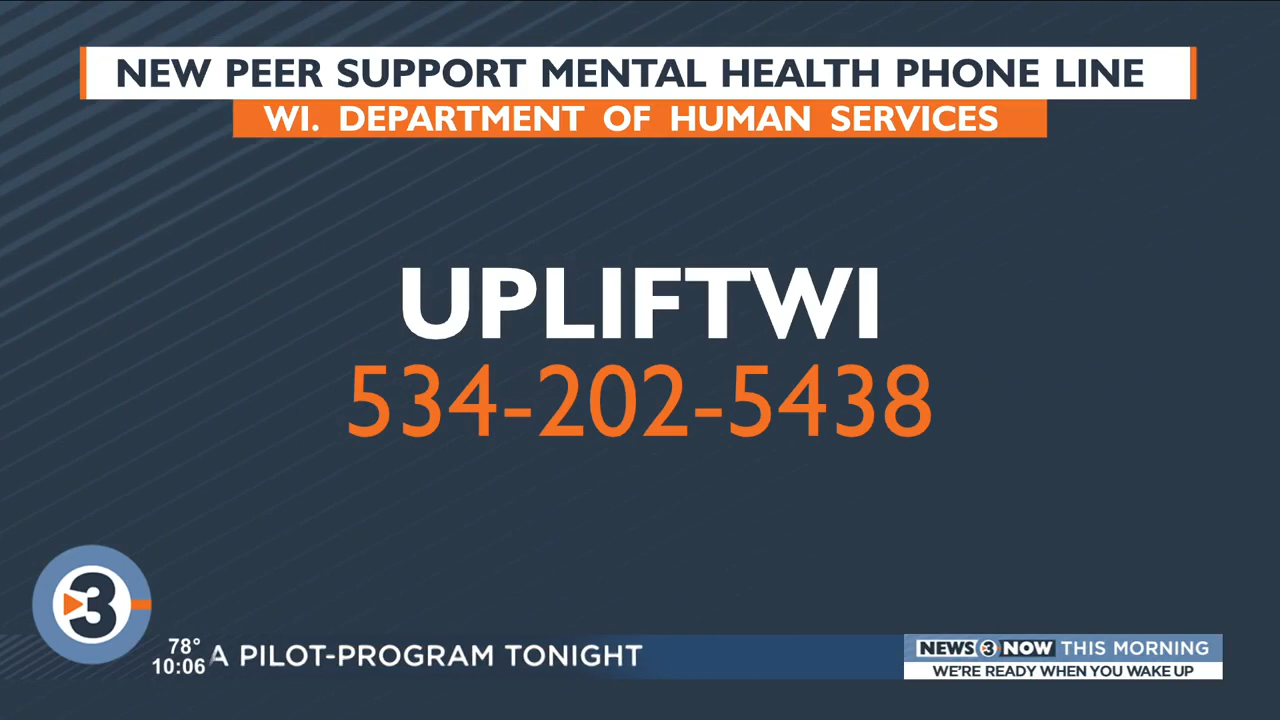 NEW PEER SUPPORT MENTAL HEALTH PHONE LINE
WI. DEPARTMENT OF HUMAN SERVICES
UPLIFTWI
534-202-5438
3
78°
10:06
A PILOT-PROGRAM TONIGHT
NEWS 3 NOW THIS MORNING
WE'RE READY WHEN YOU WAKE UP